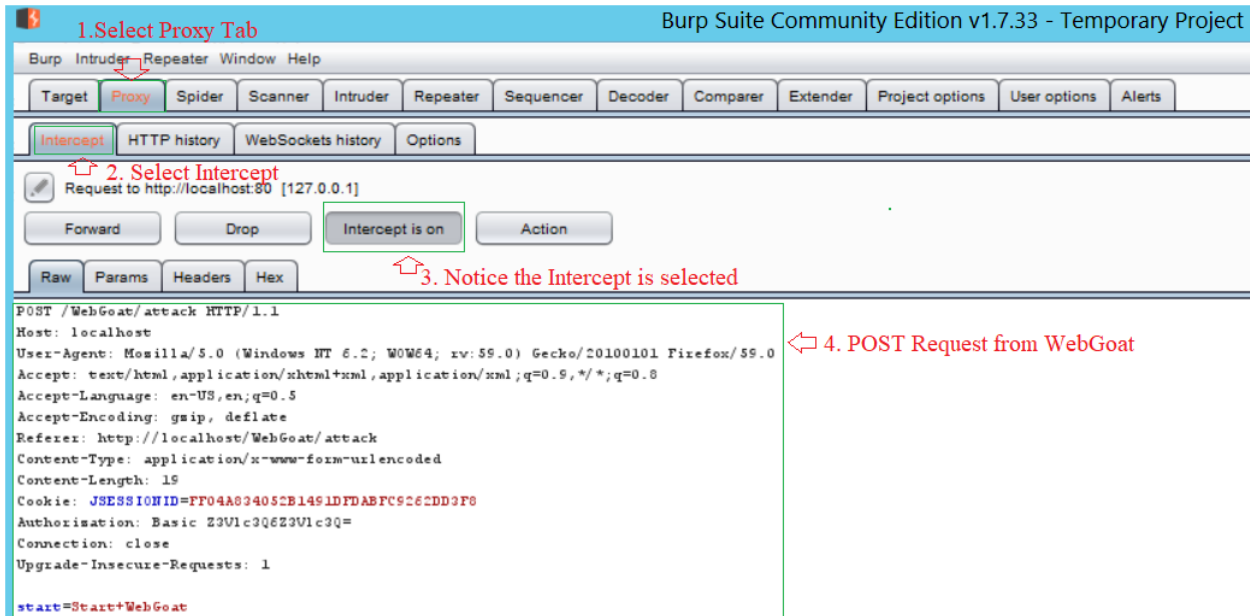 Burp Suite Community Edition v1.7.33 - Temporary Project
1.Select Proxy Tab
Burp Intruder Repeater Window Help
Target Proxy Spider Scanner Intruder Repeater Sequencer Decoder Comparer Extender Project options User options Alerts
Intercept HTTP history WebSockets history Options
2. Select Intercept
Request to http://localhost:80 [127.0.0.1]
Forward Drop Intercept is on Action
3. Notice the Intercept is selected
Raw Params Headers Hex
POST /WebGoat/attack HTTP/1.1
Host: localhost
User-Agent: Mozilla/5.0 (Windows NT 6.2; WOW64; rv:59.0) Gecko/20100101 Firefox/59.0
4. POST Request from WebGoat
Accept: text/html,application/xhtml+xml,application/xml;q=0.9,*/*;q=0.8
Accept-Language: en-US,en;q=0.5
Accept-Encoding: gzip, deflate
Referer: http://localhost/WebGoat/attack
Content-Type: application/x-www-form-urlencoded
Content-Length: 19
Cookie: JSESSIONID=FF04A834052B1491DFDABFC9262DD3F8
Authorization: Basic Z3Vlc3Q6Z3Vlc3Q=
Connection: close
Upgrade-Insecure-Requests: 1
start=Start+WebGoat